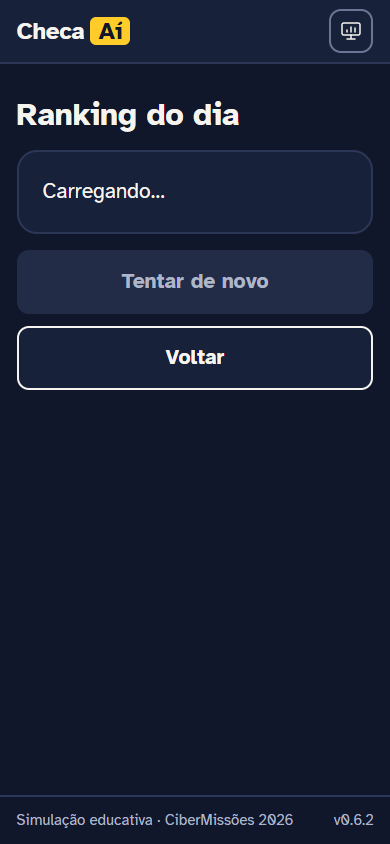 Checa Aí
Ranking do dia
Carregando...
Tentar de novo
Voltar
Simulação educativa · CiberMissões 2026
v0.6.2